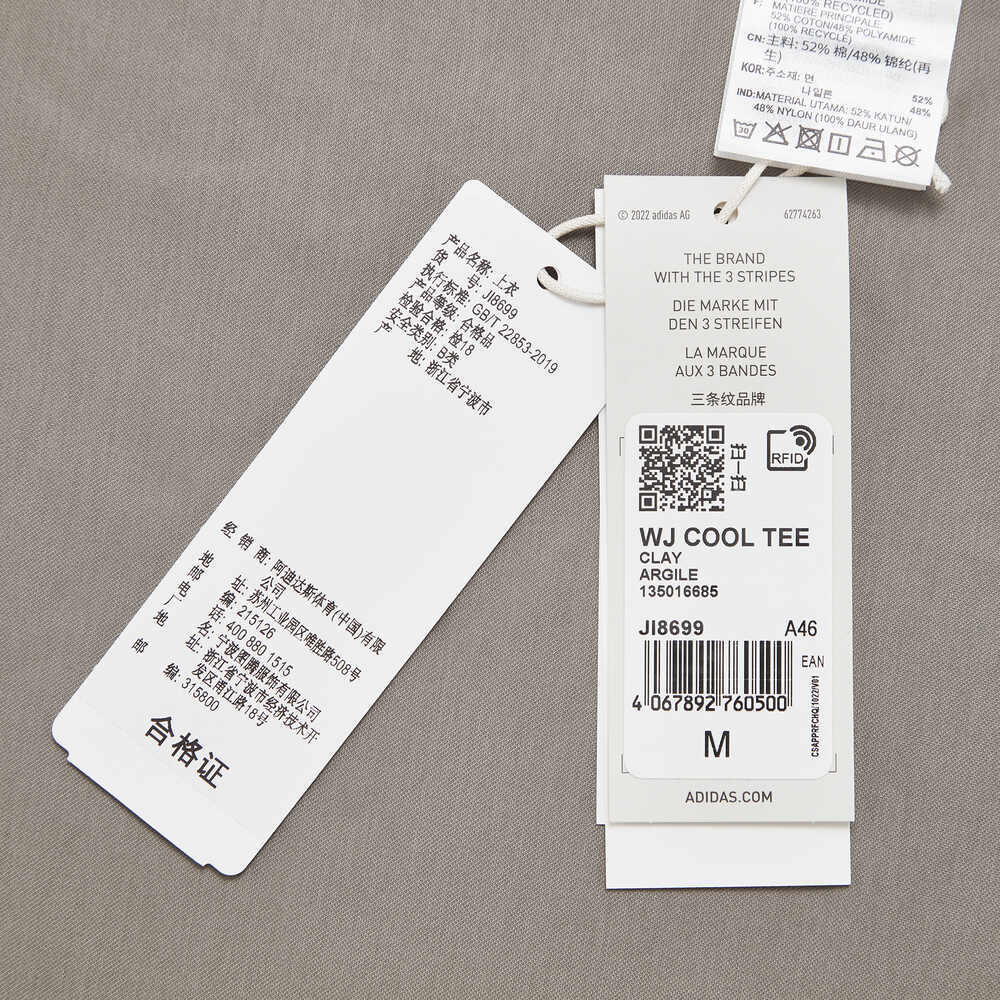 F: MATIERE PRINCIPALE:
52% COTON/48% POLYAMIDE
(100% RECYCLÉ)
CN:主料: 52% 棉/48% 锦纶(再
生)
KOR:주소재: 면
나일론 52%
48%
IND:MATERIAL UTAMA: 52% KATUN/
48% NYLON (100% DAUR ULANG)
30
产品名称: 上衣
货 号: JI8699
执行标准: GB/T 22853-2019
产品等级: 合格品
检验合格: 检18
安全类别: B类
产 地: 浙江省宁波市
经 销 商: 阿迪达斯体育(中国)有限
公司
地 址: 苏州工业园区唯胜路508号
邮 编: 215126
电 话: 400 880 1515
厂 名: 宁波图腾服饰有限公司
地 址: 浙江省宁波市经济技术开
发区甬江路18号
邮 编: 315800
合格证
© 2022 adidas AG 62774263
THE BRAND
WITH THE 3 STRIPES
DIE MARKE MIT
DEN 3 STREIFEN
LA MARQUE
AUX 3 BANDES
三条纹品牌
扫一扫
RFID
WJ COOL TEE
CLAY
ARGILE
135016685
JI8699 A46
EAN
4 067892 760500
CSAPPRFCHQ/1022/V01
M
ADIDAS.COM